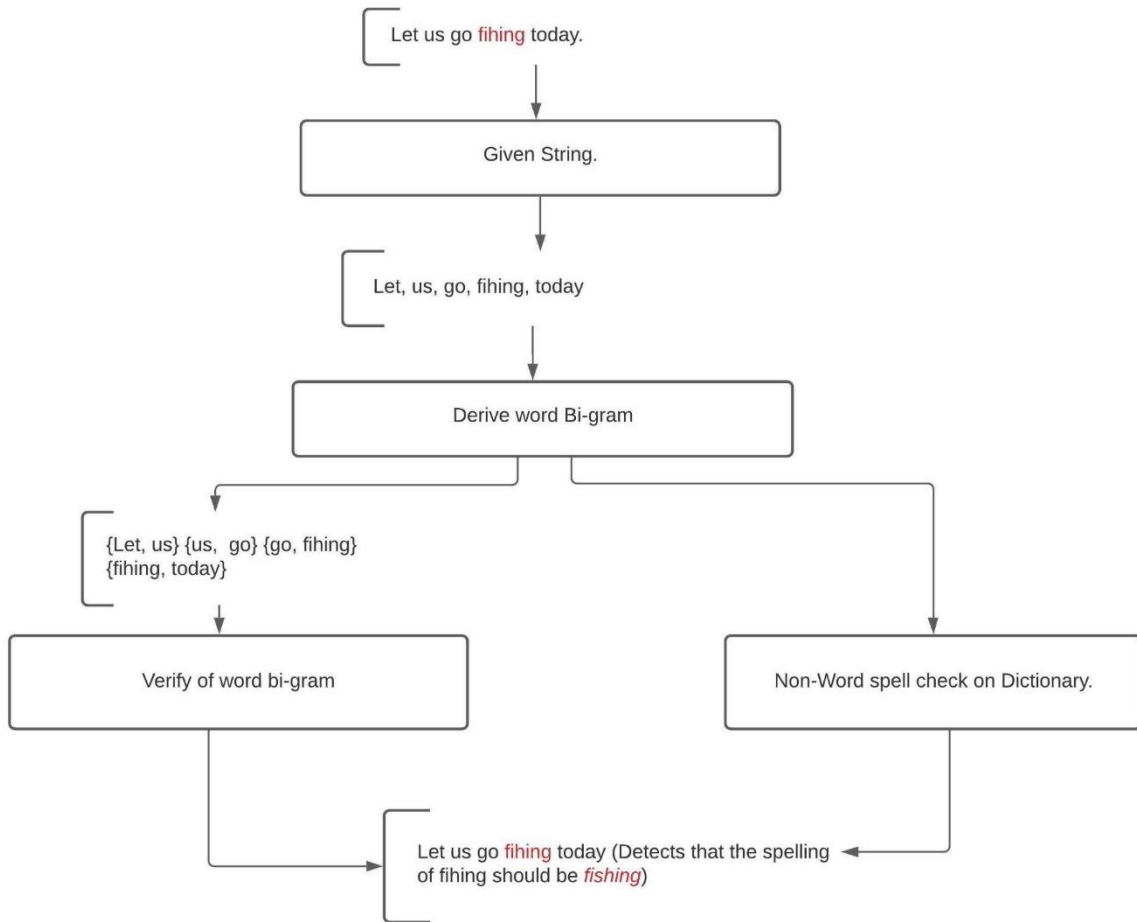 Let us go fihing today.
Given String.
Let, us, go, fihing, today
Derive word Bi-gram
{Let, us} {us, go} {go, fihing}
{fihing, today}
Verify of word bi-gram
Non-Word spell check on Dictionary.
Let us go fihing today (Detects that the spelling
of fihing should be fishing)